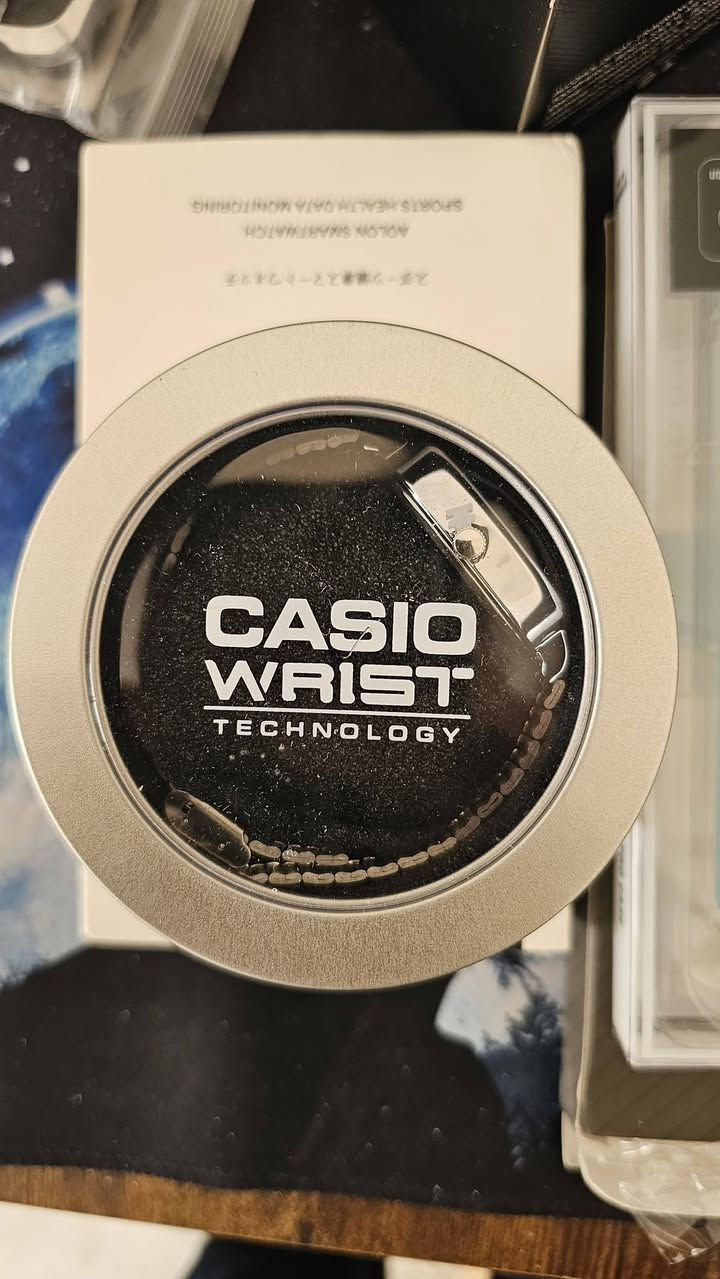 AOLON SMARTWATCH
SPORTS HEALTH DATA MONITORING
CASIO
WRIST
TECHNOLOGY